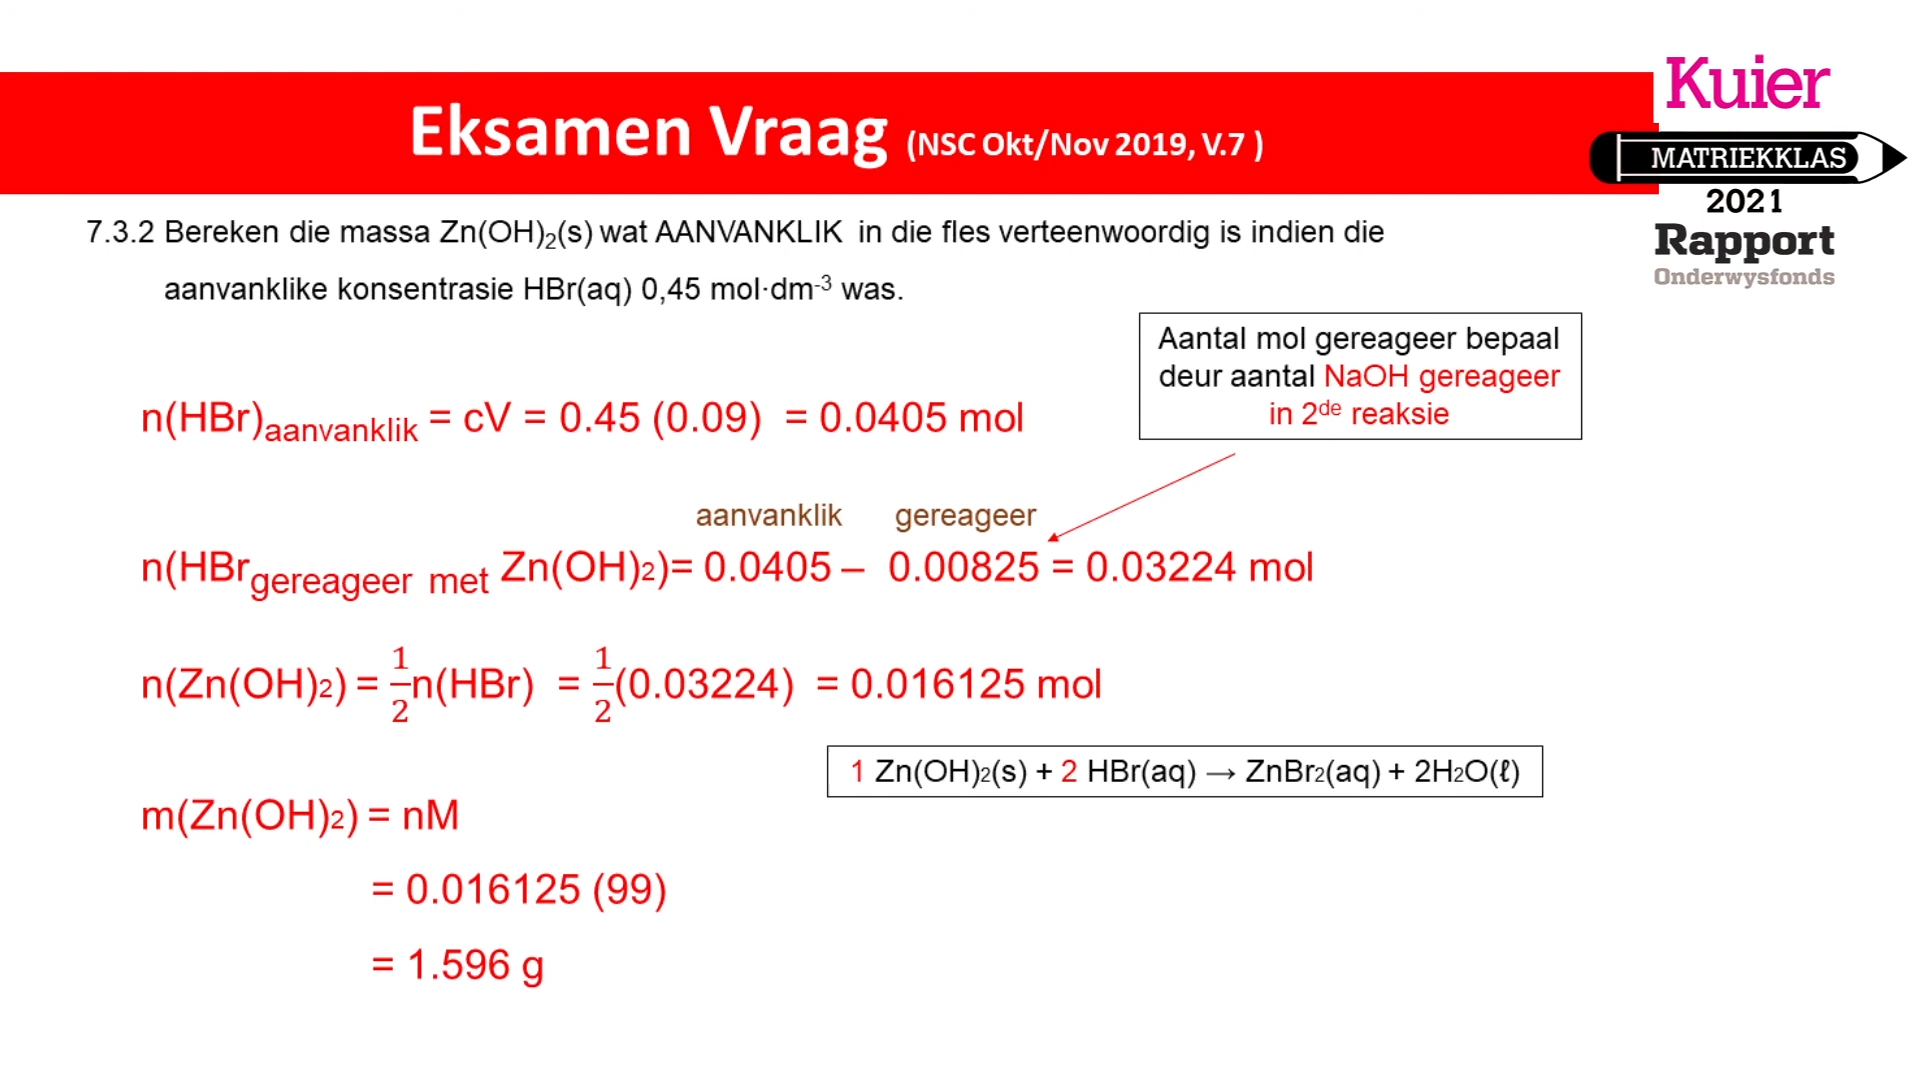 Kuier
Eksamen Vraag (NSC Okt/Nov 2019, V.7 )
MATRIEKKLAS
2021
Rapport
Onderwysfonds
7.3.2 Bereken die massa Zn(OH)₂(s) wat AANVANKLIK in die fles verteenwoordig is indien die
aanvanklike konsentrasie HBr(aq) 0,45 mol·dm⁻³ was.
Aantal mol gereageer bepaal
deur aantal NaOH gereageer
in 2de reaksie
n(HBr)aanvanklik = cV = 0.45 (0.09) = 0.0405 mol
aanvanklik gereageer
n(HBrgereageer met Zn(OH)2)= 0.0405 – 0.00825 = 0.03224 mol
n(Zn(OH)2) = 1/2 n(HBr) = 1/2 (0.03224) = 0.016125 mol
1 Zn(OH)2(s) + 2 HBr(aq) → ZnBr2(aq) + 2H2O(ℓ)
m(Zn(OH)2) = nM
= 0.016125 (99)
= 1.596 g